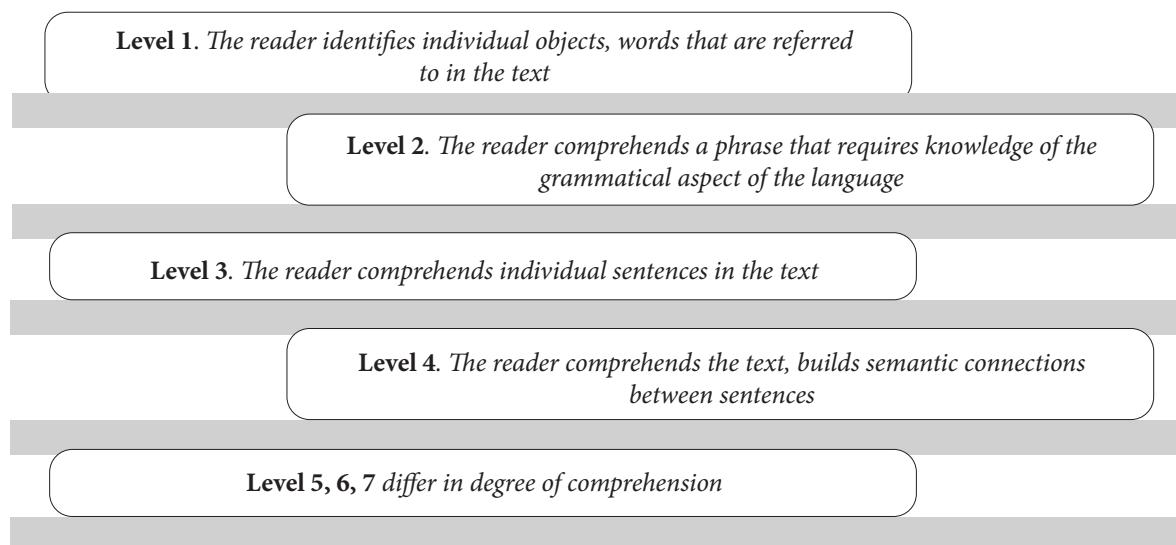 Level 1. The reader identifies individual objects, words that are referred
to in the text
Level 2. The reader comprehends a phrase that requires knowledge of the
grammatical aspect of the language
Level 3. The reader comprehends individual sentences in the text
Level 4. The reader comprehends the text, builds semantic connections
between sentences
Level 5, 6, 7 differ in degree of comprehension